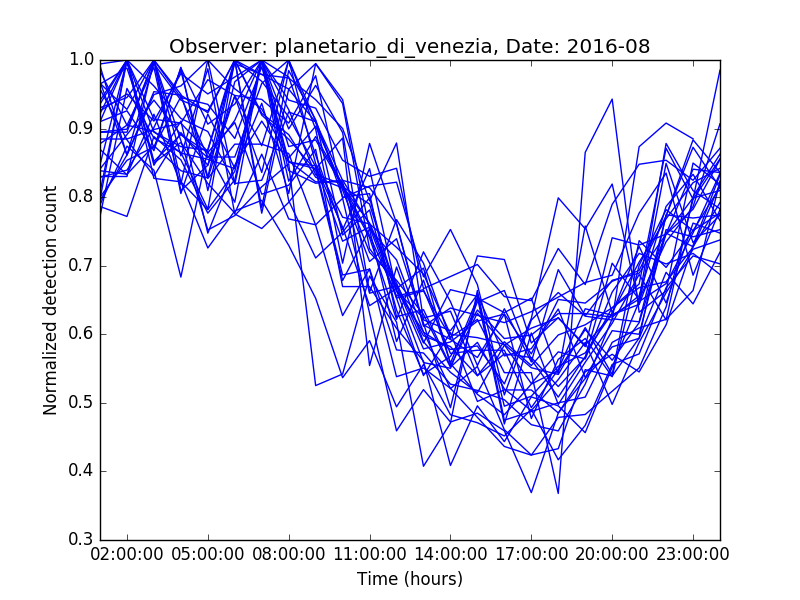 Observer: planetario_di_venezia, Date: 2016-08
1.0
0.9
0.8
0.7
0.6
0.5
0.4
0.3
Normalized detection count
02:00:00 05:00:00 08:00:00 11:00:00 14:00:00 17:00:00 20:00:00 23:00:00
Time (hours)